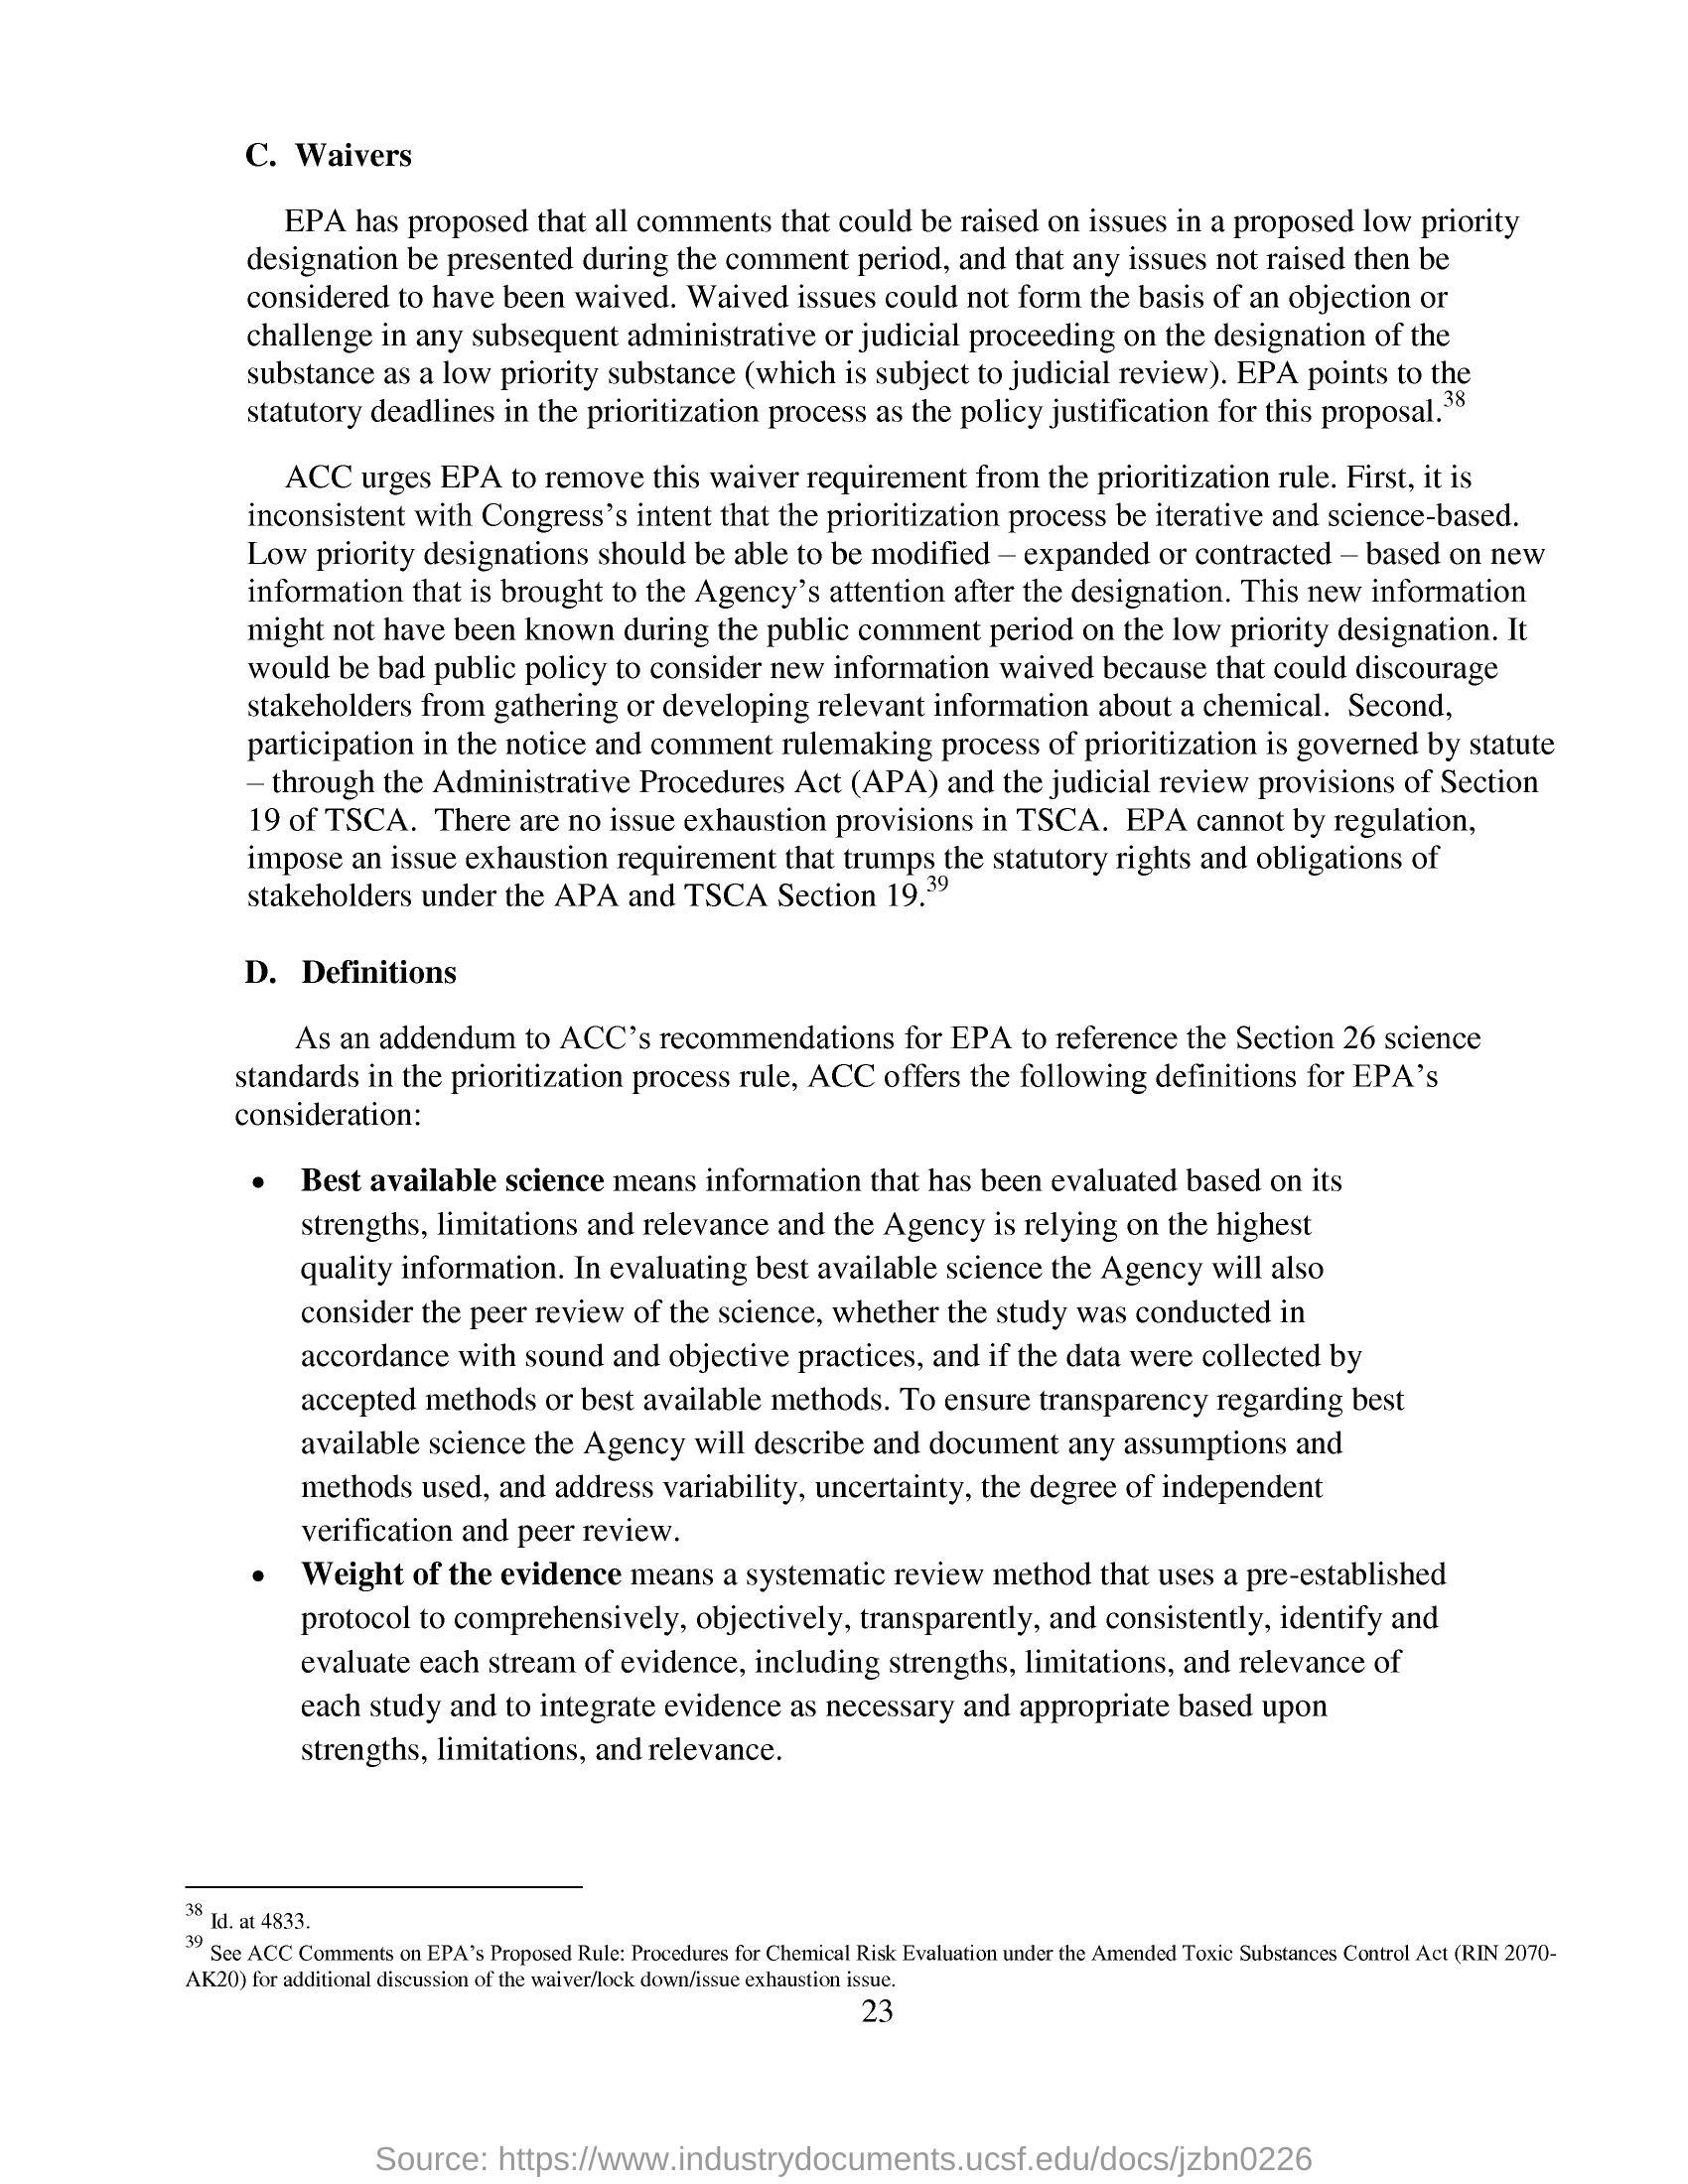 C. Waivers
EPA has proposed that all comments that could be raised on issues in a proposed low priority
designation be presented during the comment period, and that any issues not raised then be
considered to have been waived. Waived issues could not form the basis of an objection or
challenge in any subsequent administrative or judicial proceeding on the designation of the
substance as a low priority substance (which is subject to judicial review). EPA points to the
statutory deadlines in the prioritization process as the policy justification for this proposal.38
ACC urges EPA to remove this waiver requirement from the prioritization rule. First, it is
inconsistent with Congress’s intent that the prioritization process be iterative and science-based.
Low priority designations should be able to be modified – expanded or contracted – based on new
information that is brought to the Agency’s attention after the designation. This new information
might not have been known during the public comment period on the low priority designation. It
would be bad public policy to consider new information waived because that could discourage
stakeholders from gathering or developing relevant information about a chemical. Second,
participation in the notice and comment rulemaking process of prioritization is governed by statute
– through the Administrative Procedures Act (APA) and the judicial review provisions of Section
19 of TSCA. There are no issue exhaustion provisions in TSCA. EPA cannot by regulation,
impose an issue exhaustion requirement that trumps the statutory rights and obligations of
stakeholders under the APA and TSCA Section 19.39
D. Definitions
As an addendum to ACC’s recommendations for EPA to reference the Section 26 science
standards in the prioritization process rule, ACC offers the following definitions for EPA’s
consideration:
• Best available science means information that has been evaluated based on its
strengths, limitations and relevance and the Agency is relying on the highest
quality information. In evaluating best available science the Agency will also
consider the peer review of the science, whether the study was conducted in
accordance with sound and objective practices, and if the data were collected by
accepted methods or best available methods. To ensure transparency regarding best
available science the Agency will describe and document any assumptions and
methods used, and address variability, uncertainty, the degree of independent
verification and peer review.
• Weight of the evidence means a systematic review method that uses a pre-established
protocol to comprehensively, objectively, transparently, and consistently, identify and
evaluate each stream of evidence, including strengths, limitations, and relevance of
each study and to integrate evidence as necessary and appropriate based upon
strengths, limitations, and relevance.
38 Id. at 4833.
39 See ACC Comments on EPA’s Proposed Rule: Procedures for Chemical Risk Evaluation under the Amended Toxic Substances Control Act (RIN 2070-
AK20) for additional discussion of the waiver/lock down/issue exhaustion issue.
23
Source: https://www.industrydocuments.ucsf.edu/docs/jzbn0226